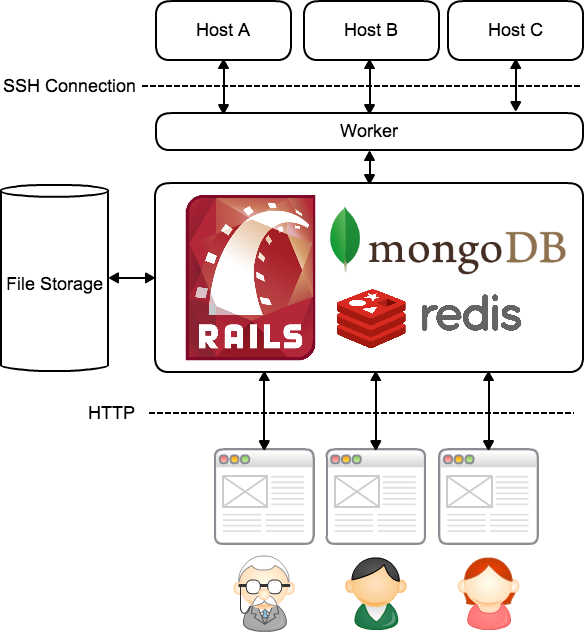 Host A
Host B
Host C
SSH Connection
Worker
File Storage
RAILS
mongoDB
redis
HTTP